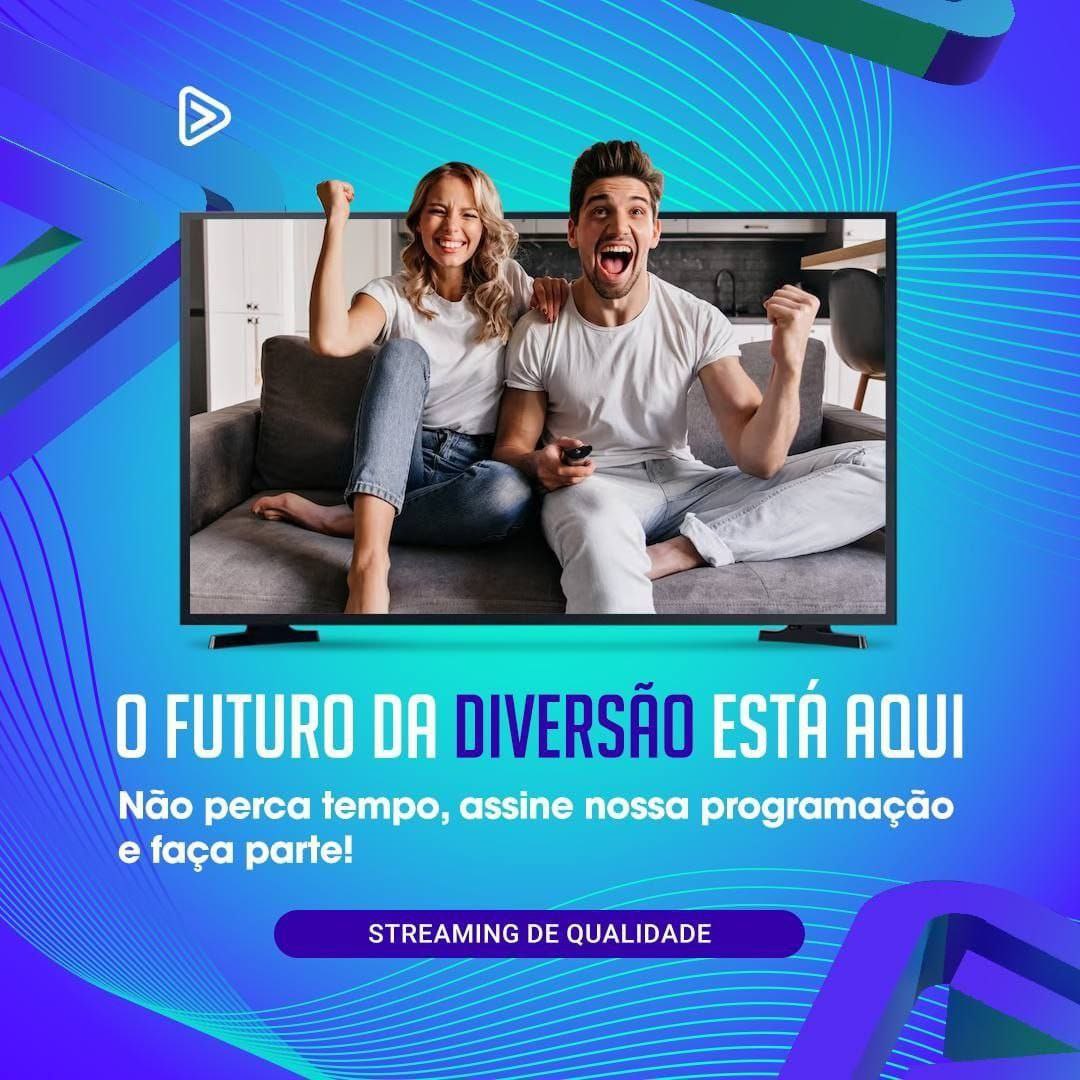 O FUTURO DA DIVERSÃO ESTÁ AQUI
Não perca tempo, assine nossa programação
e faça parte!
STREAMING DE QUALIDADE